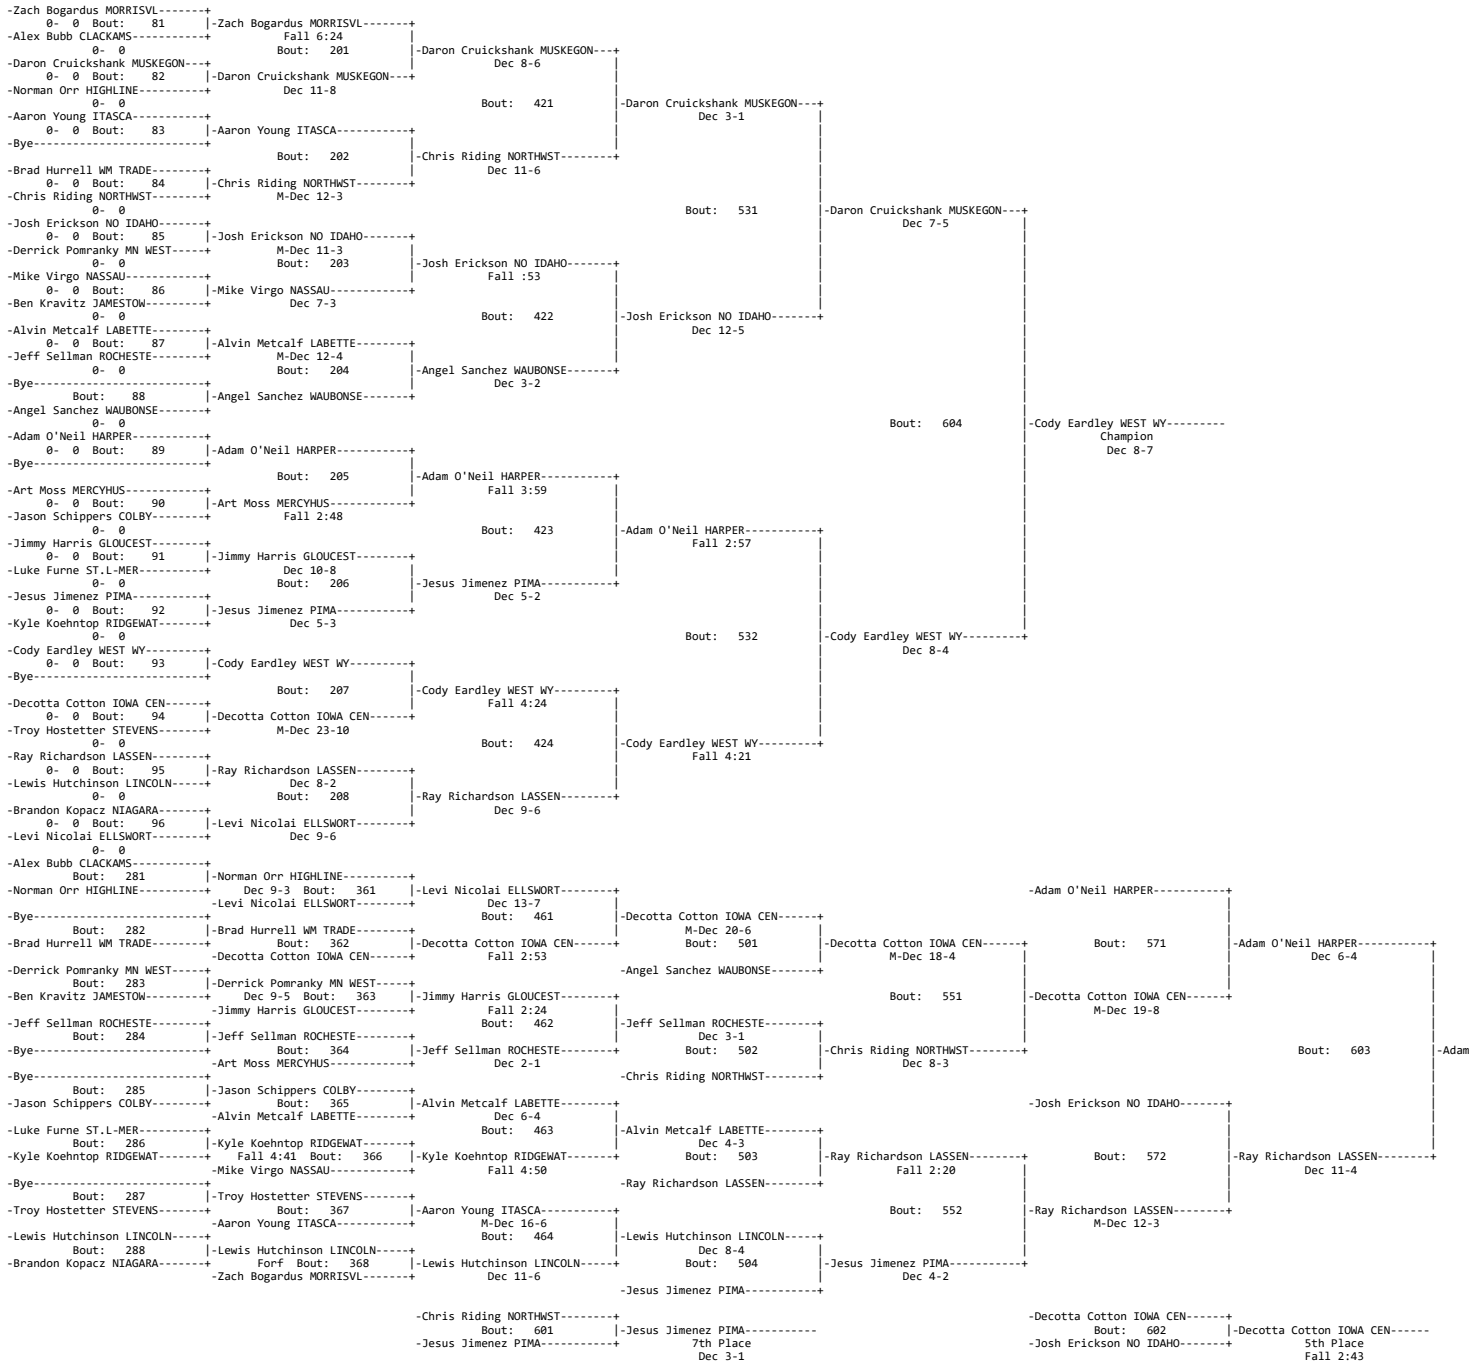 -Zach Bogardus MORRISVL-------+
0- 0 Bout: 81 |-Zach Bogardus MORRISVL-------+
-Alex Bubb CLACKAMS-----------+ Fall 6:24 |
0- 0 Bout: 201 |-Daron Cruickshank MUSKEGON---+
-Daron Cruickshank MUSKEGON---+ | Dec 8-6 |
0- 0 Bout: 82 |-Daron Cruickshank MUSKEGON---+ |
-Norman Orr HIGHLINE----------+ Dec 11-8 |
0- 0 Bout: 421 |-Daron Cruickshank MUSKEGON---+
-Aaron Young ITASCA-----------+ | Dec 3-1 |
0- 0 Bout: 83 |-Aaron Young ITASCA-----------+ | |
-Bye--------------------------+ | | |
Bout: 202 |-Chris Riding NORTHWST--------+ |
-Brad Hurrell WM TRADE--------+ | Dec 11-6 |
0- 0 Bout: 84 |-Chris Riding NORTHWST--------+ |
-Chris Riding NORTHWST--------+ M-Dec 12-3 |
0- 0 Bout: 531 |-Daron Cruickshank MUSKEGON---+
-Josh Erickson NO IDAHO-------+ | Dec 7-5 |
0- 0 Bout: 85 |-Josh Erickson NO IDAHO-------+ | |
-Derrick Pomranky MN WEST-----+ M-Dec 11-3 | | |
0- 0 Bout: 203 |-Josh Erickson NO IDAHO-------+ | |
-Mike Virgo NASSAU------------+ | Fall :53 | | |
0- 0 Bout: 86 |-Mike Virgo NASSAU------------+ | | |
-Ben Kravitz JAMESTOW---------+ Dec 7-3 | | |
0- 0 Bout: 422 |-Josh Erickson NO IDAHO-------+ |
-Alvin Metcalf LABETTE--------+ | Dec 12-5 |
0- 0 Bout: 87 |-Alvin Metcalf LABETTE--------+ | |
-Jeff Sellman ROCHESTE--------+ M-Dec 12-4 | | |
0- 0 Bout: 204 |-Angel Sanchez WAUBONSE-------+ |
-Bye--------------------------+ | Dec 3-2 |
Bout: 88 |-Angel Sanchez WAUBONSE-------+ |
-Angel Sanchez WAUBONSE-------+ |
0- 0 Bout: 604 |-Cody Eardley WEST WY---------
-Adam O'Neil HARPER-----------+ | Champion
0- 0 Bout: 89 |-Adam O'Neil HARPER-----------+ | Dec 8-7
-Bye--------------------------+ | |
Bout: 205 |-Adam O'Neil HARPER-----------+ |
-Art Moss MERCYHUS------------+ | Fall 3:59 | |
0- 0 Bout: 90 |-Art Moss MERCYHUS------------+ | |
-Jason Schippers COLBY--------+ Fall 2:48 | |
0- 0 Bout: 423 |-Adam O'Neil HARPER-----------+ |
-Jimmy Harris GLOUCEST--------+ | Fall 2:57 | |
0- 0 Bout: 91 |-Jimmy Harris GLOUCEST--------+ | | |
-Luke Furne ST.L-MER----------+ Dec 10-8 | | | |
0- 0 Bout: 206 |-Jesus Jimenez PIMA-----------+ | |
-Jesus Jimenez PIMA-----------+ | Dec 5-2 | |
0- 0 Bout: 92 |-Jesus Jimenez PIMA-----------+ | |
-Kyle Koehntop RIDGEWAT-------+ Dec 5-3 | |
0- 0 Bout: 532 |-Cody Eardley WEST WY---------+
-Cody Eardley WEST WY---------+ | Dec 8-4
0- 0 Bout: 93 |-Cody Eardley WEST WY---------+ |
-Bye--------------------------+ | |
Bout: 207 |-Cody Eardley WEST WY---------+ |
-Decotta Cotton IOWA CEN------+ | Fall 4:24 | |
0- 0 Bout: 94 |-Decotta Cotton IOWA CEN------+ | |
-Troy Hostetter STEVENS-------+ M-Dec 23-10 | |
0- 0 Bout: 424 |-Cody Eardley WEST WY---------+
-Ray Richardson LASSEN--------+ | Fall 4:21
0- 0 Bout: 95 |-Ray Richardson LASSEN--------+ |
-Lewis Hutchinson LINCOLN-----+ Dec 8-2 | |
0- 0 Bout: 208 |-Ray Richardson LASSEN--------+
-Brandon Kopacz NIAGARA-------+ | Dec 9-6
0- 0 Bout: 96 |-Levi Nicolai ELLSWORT--------+
-Levi Nicolai ELLSWORT--------+ Dec 9-6
0- 0
-Alex Bubb CLACKAMS-----------+
Bout: 281 |-Norman Orr HIGHLINE----------+
-Norman Orr HIGHLINE----------+ Dec 9-3 Bout: 361 |-Levi Nicolai ELLSWORT--------+ -Adam O'Neil HARPER-----------+
-Levi Nicolai ELLSWORT--------+ Dec 13-7 | |
-Bye--------------------------+ Bout: 461 |-Decotta Cotton IOWA CEN------+ |
Bout: 282 |-Brad Hurrell WM TRADE--------+ | M-Dec 20-6 | |
-Brad Hurrell WM TRADE--------+ Bout: 362 |-Decotta Cotton IOWA CEN------+ Bout: 501 |-Decotta Cotton IOWA CEN------+ Bout: 571 |-Adam O'Neil HARPER-----------+
-Decotta Cotton IOWA CEN------+ Fall 2:53 | M-Dec 18-4 | | Dec 6-4 |
-Derrick Pomranky MN WEST-----+ -Angel Sanchez WAUBONSE-------+ | | |
Bout: 283 |-Derrick Pomranky MN WEST-----+ | | |
-Ben Kravitz JAMESTOW---------+ Dec 9-5 Bout: 363 |-Jimmy Harris GLOUCEST--------+ Bout: 551 |-Decotta Cotton IOWA CEN------+ |
-Jimmy Harris GLOUCEST--------+ Fall 2:24 | | M-Dec 19-8 |
-Jeff Sellman ROCHESTE--------+ Bout: 462 |-Jeff Sellman ROCHESTE--------+ | |
Bout: 284 |-Jeff Sellman ROCHESTE--------+ | Dec 3-1 | | |
-Bye--------------------------+ Bout: 364 |-Jeff Sellman ROCHESTE--------+ Bout: 502 |-Chris Riding NORTHWST--------+ Bout: 603 |-Adam
-Art Moss MERCYHUS------------+ Dec 2-1 | Dec 8-3 |
-Bye--------------------------+ -Chris Riding NORTHWST--------+ |
Bout: 285 |-Jason Schippers COLBY--------+ |
-Jason Schippers COLBY--------+ Bout: 365 |-Alvin Metcalf LABETTE--------+ -Josh Erickson NO IDAHO-------+ |
-Alvin Metcalf LABETTE--------+ Dec 6-4 | | |
-Luke Furne ST.L-MER----------+ Bout: 463 |-Alvin Metcalf LABETTE--------+ | |
Bout: 286 |-Kyle Koehntop RIDGEWAT-------+ | Dec 4-3 | | |
-Kyle Koehntop RIDGEWAT-------+ Fall 4:41 Bout: 366 |-Kyle Koehntop RIDGEWAT-------+ Bout: 503 |-Ray Richardson LASSEN--------+ Bout: 572 |-Ray Richardson LASSEN--------+
-Mike Virgo NASSAU------------+ Fall 4:50 | Fall 2:20 | | Dec 11-4
-Bye--------------------------+ -Ray Richardson LASSEN--------+ | |
Bout: 287 |-Troy Hostetter STEVENS-------+ | |
-Troy Hostetter STEVENS-------+ Bout: 367 |-Aaron Young ITASCA-----------+ Bout: 552 |-Ray Richardson LASSEN--------+
-Aaron Young ITASCA-----------+ M-Dec 16-6 | | M-Dec 12-3
-Lewis Hutchinson LINCOLN-----+ Bout: 464 |-Lewis Hutchinson LINCOLN-----+ |
Bout: 288 |-Lewis Hutchinson LINCOLN-----+ | Dec 8-4 | |
-Brandon Kopacz NIAGARA-------+ Forf Bout: 368 |-Lewis Hutchinson LINCOLN-----+ Bout: 504 |-Jesus Jimenez PIMA-----------+
-Zach Bogardus MORRISVL-------+ Dec 11-6 | Dec 4-2
-Jesus Jimenez PIMA-----------+
-Chris Riding NORTHWST--------+ -Decotta Cotton IOWA CEN------+
Bout: 601 |-Jesus Jimenez PIMA----------- Bout: 602 |-Decotta Cotton IOWA CEN------
-Jesus Jimenez PIMA-----------+ 7th Place -Josh Erickson NO IDAHO-------+ 5th Place
Dec 3-1 Fall 2:43